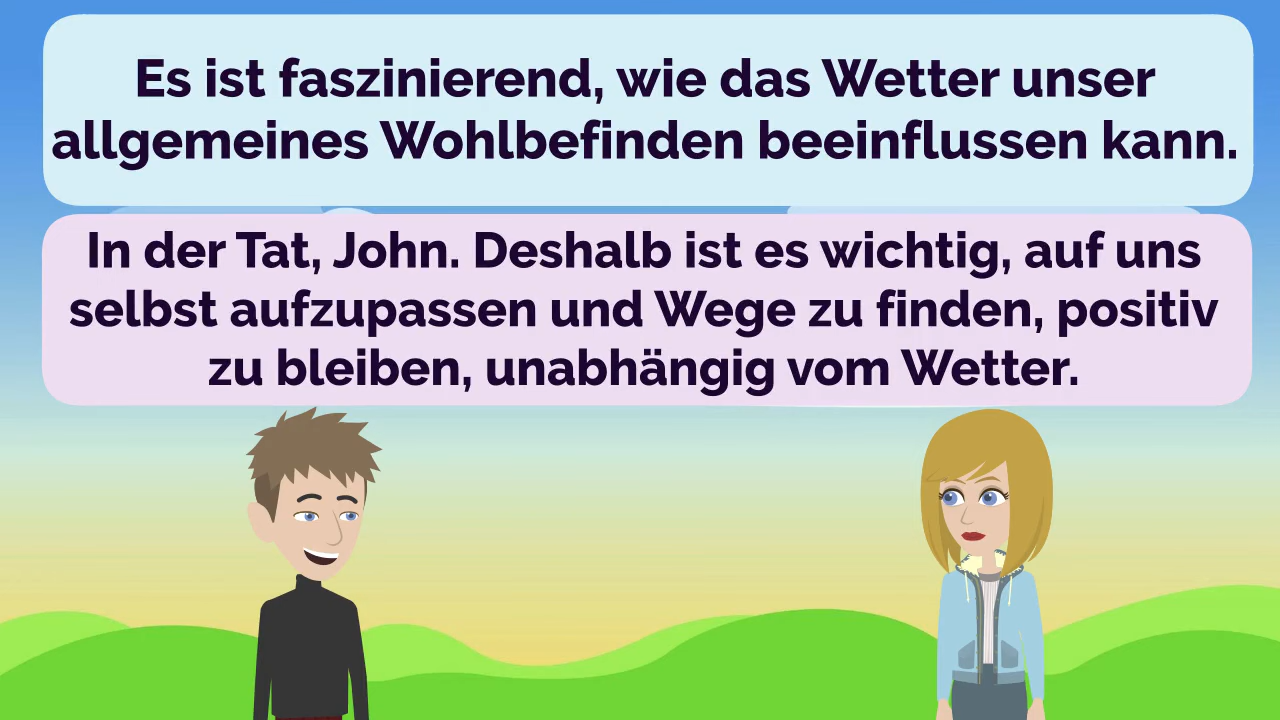 Es ist faszinierend, wie das Wetter unser
allgemeines Wohlbefinden beeinflussen kann.
In der Tat, John. Deshalb ist es wichtig, auf uns
selbst aufzupassen und Wege zu finden, positiv
zu bleiben, unabhängig vom Wetter.